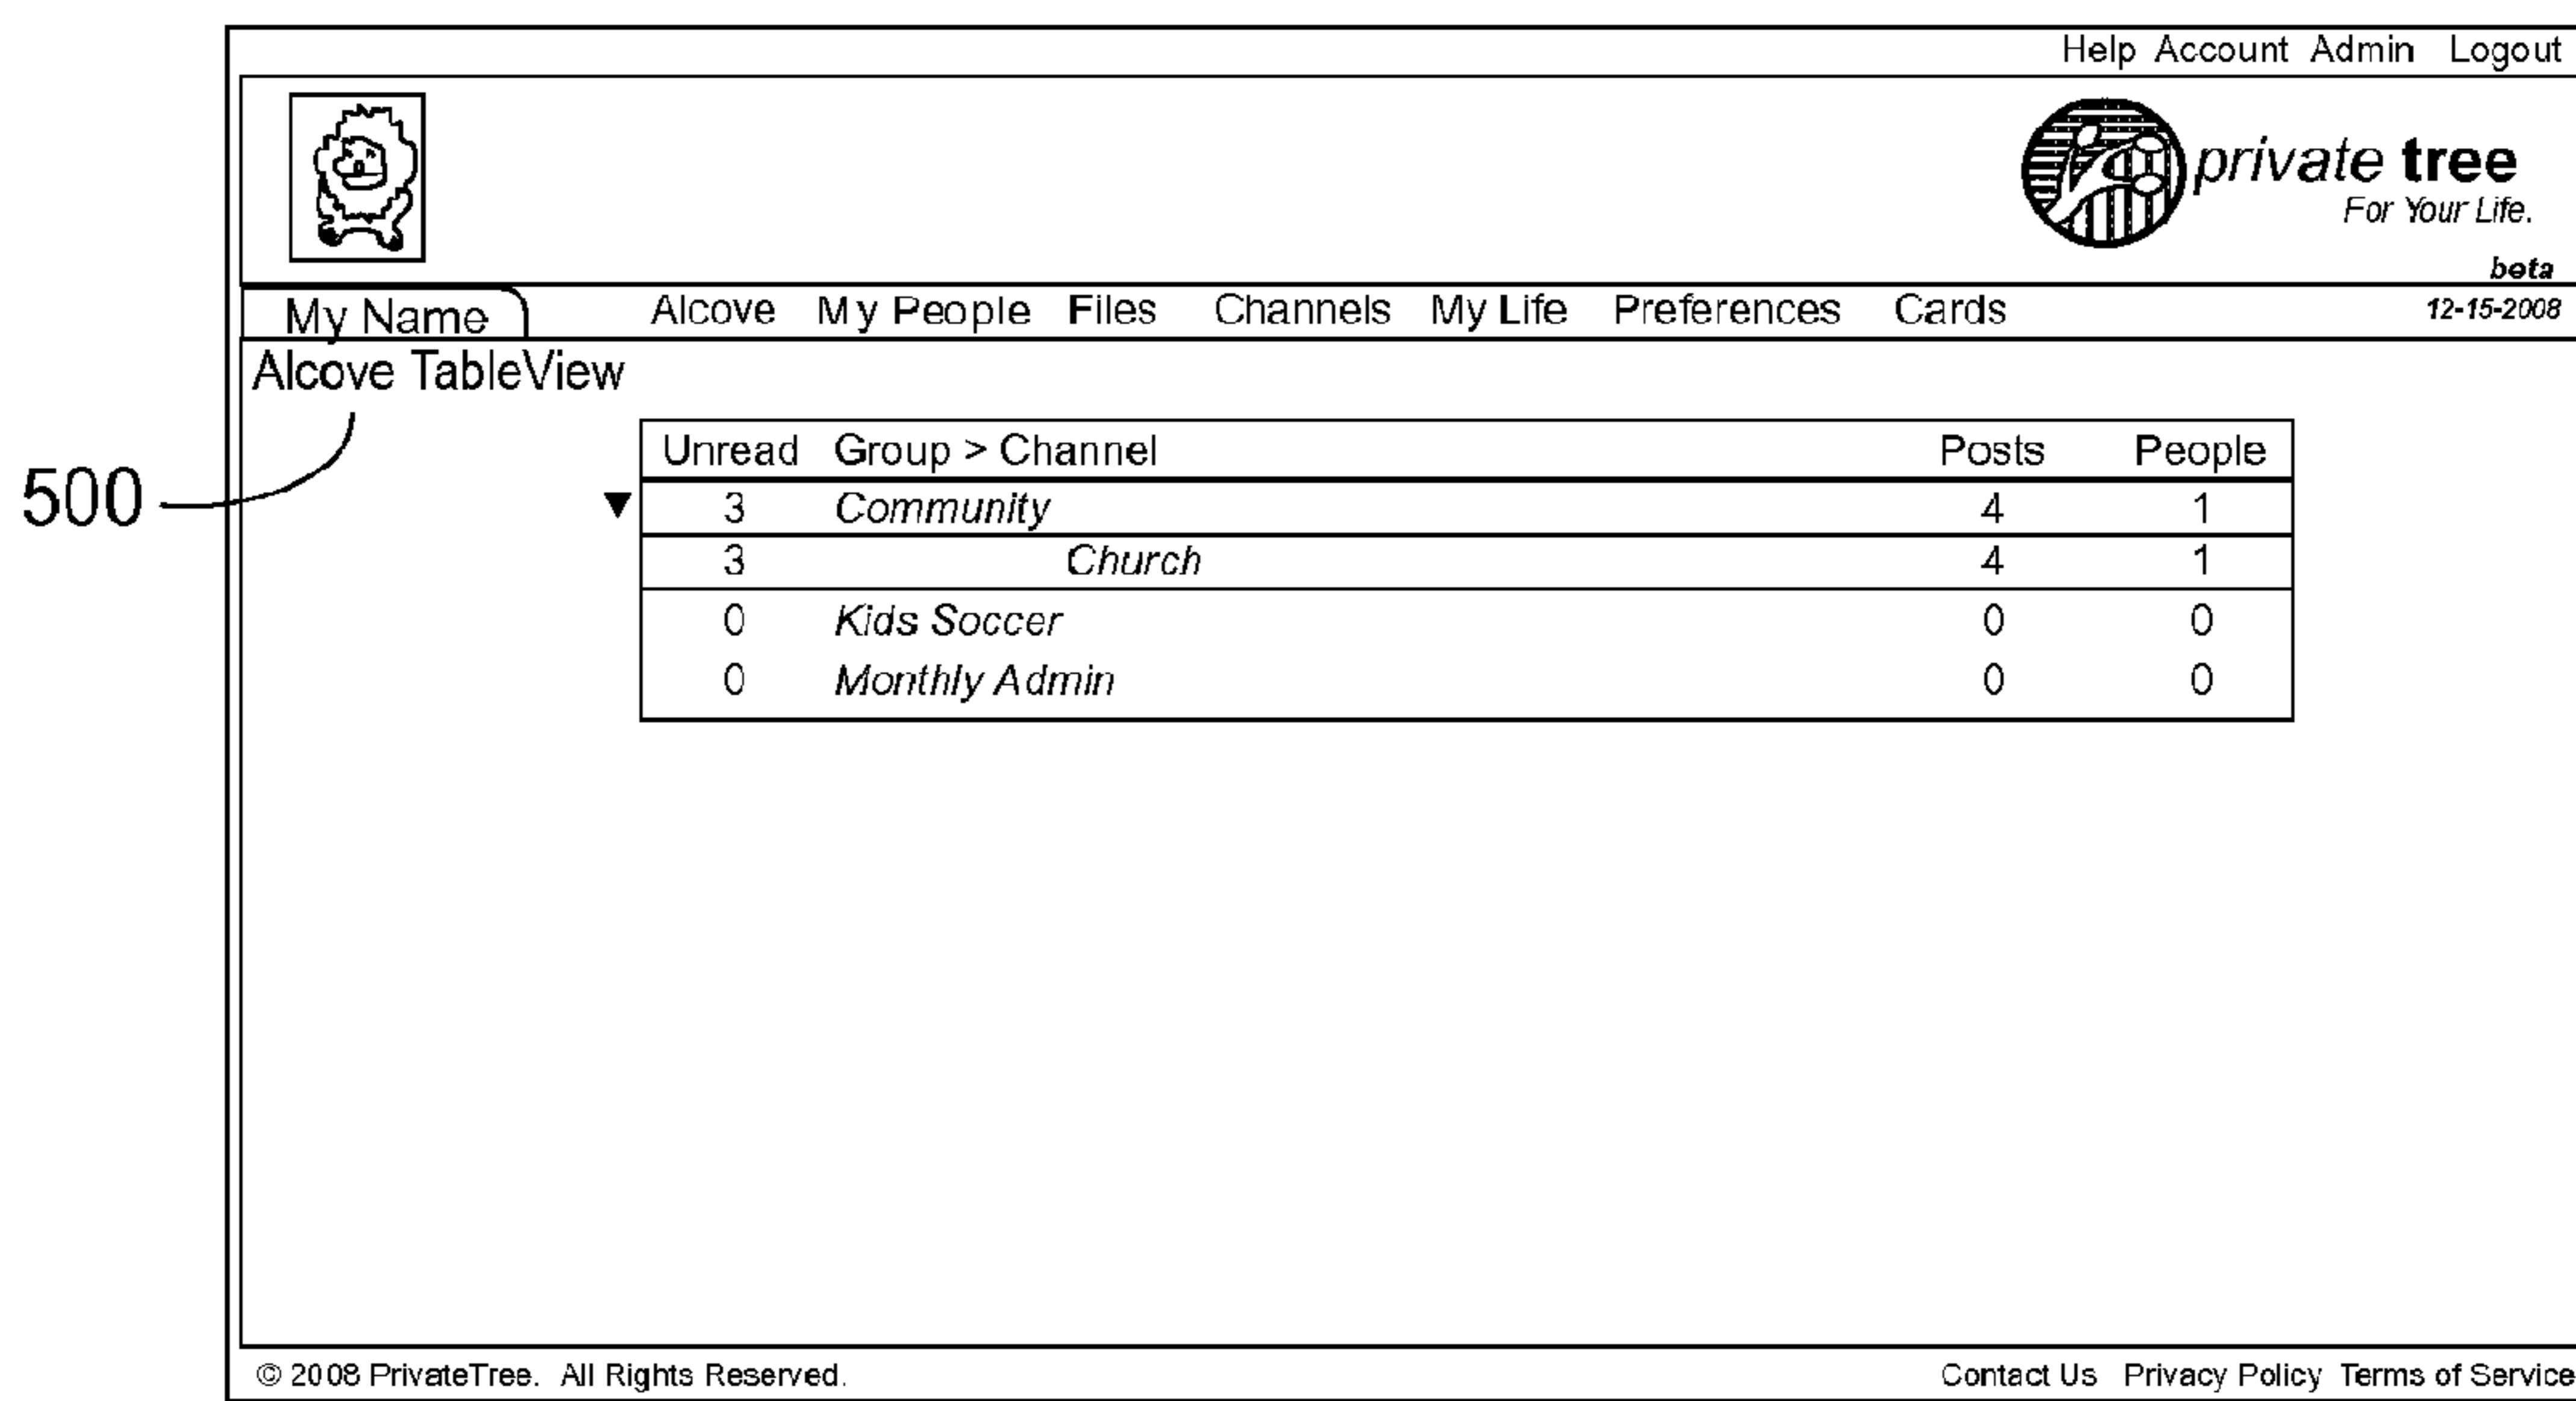 Help Account Admin Logout
private tree
For Your Life.
beta
My Name Alcove My People Files Channels My Life Preferences Cards 12-15-2008
Alcove TableView
500
Unread Group > Channel Posts People
▼ 3 Community 4 1
3 Church 4 1
0 Kids Soccer 0 0
0 Monthly Admin 0 0
© 2008 PrivateTree. All Rights Reserved. Contact Us Privacy Policy Terms of Service